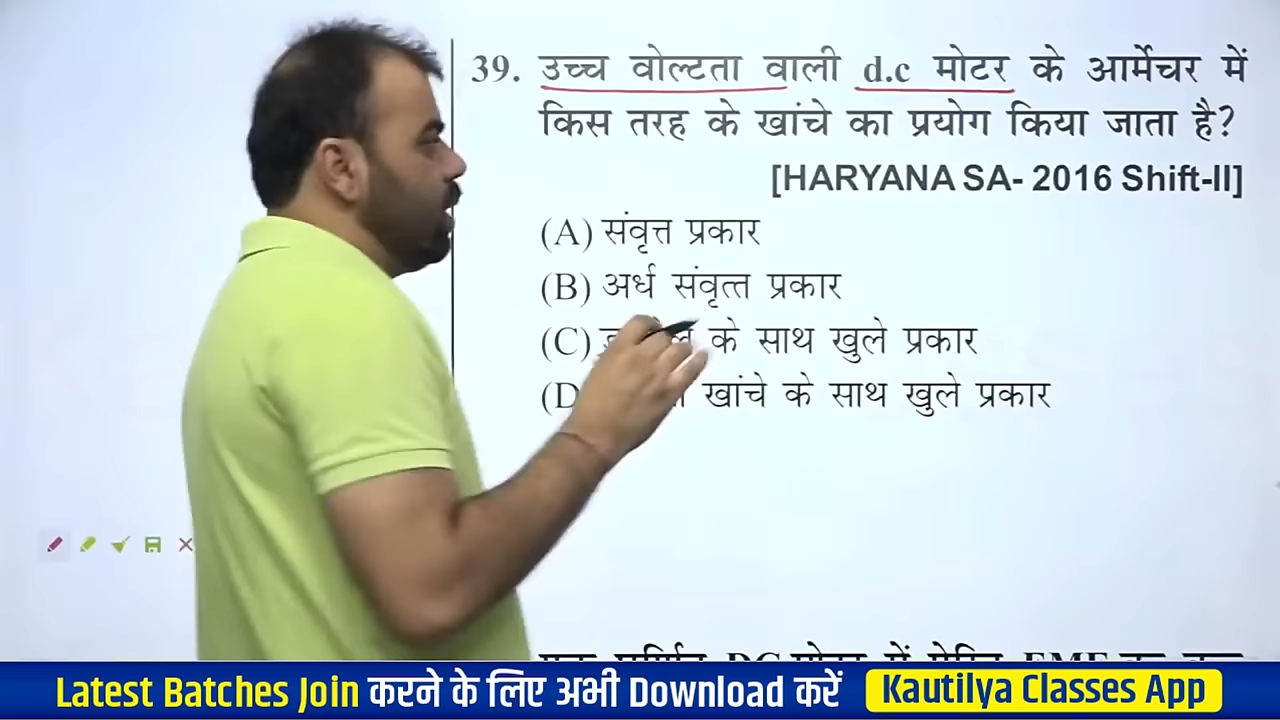 39. उच्च वोल्टता वाली d.c मोटर के आर्मेचर में
किस तरह के खांचे का प्रयोग किया जाता है?
[HARYANA SA- 2016 Shift-II]
(A) संवृत्त प्रकार
(B) अर्ध संवृत्त प्रकार
(C) के साथ खुले प्रकार
(D खांचे के साथ खुले प्रकार
Latest Batches Join करने के लिए अभी Download करें Kautilya Classes App